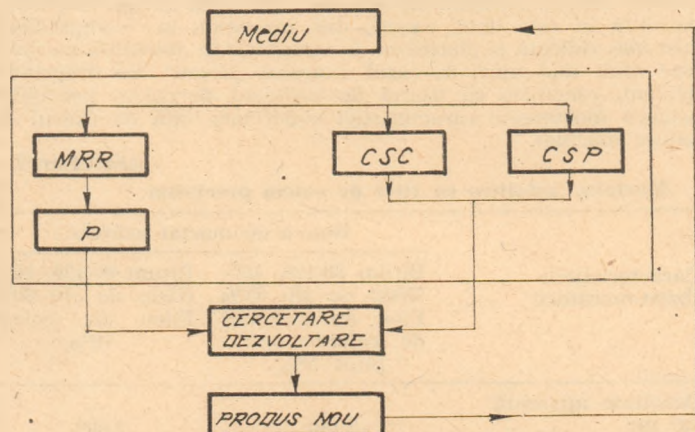 Mediu
MRR
CSC
CSP
P
CERCETARE
DEZVOLTARE
PRODUS NOU